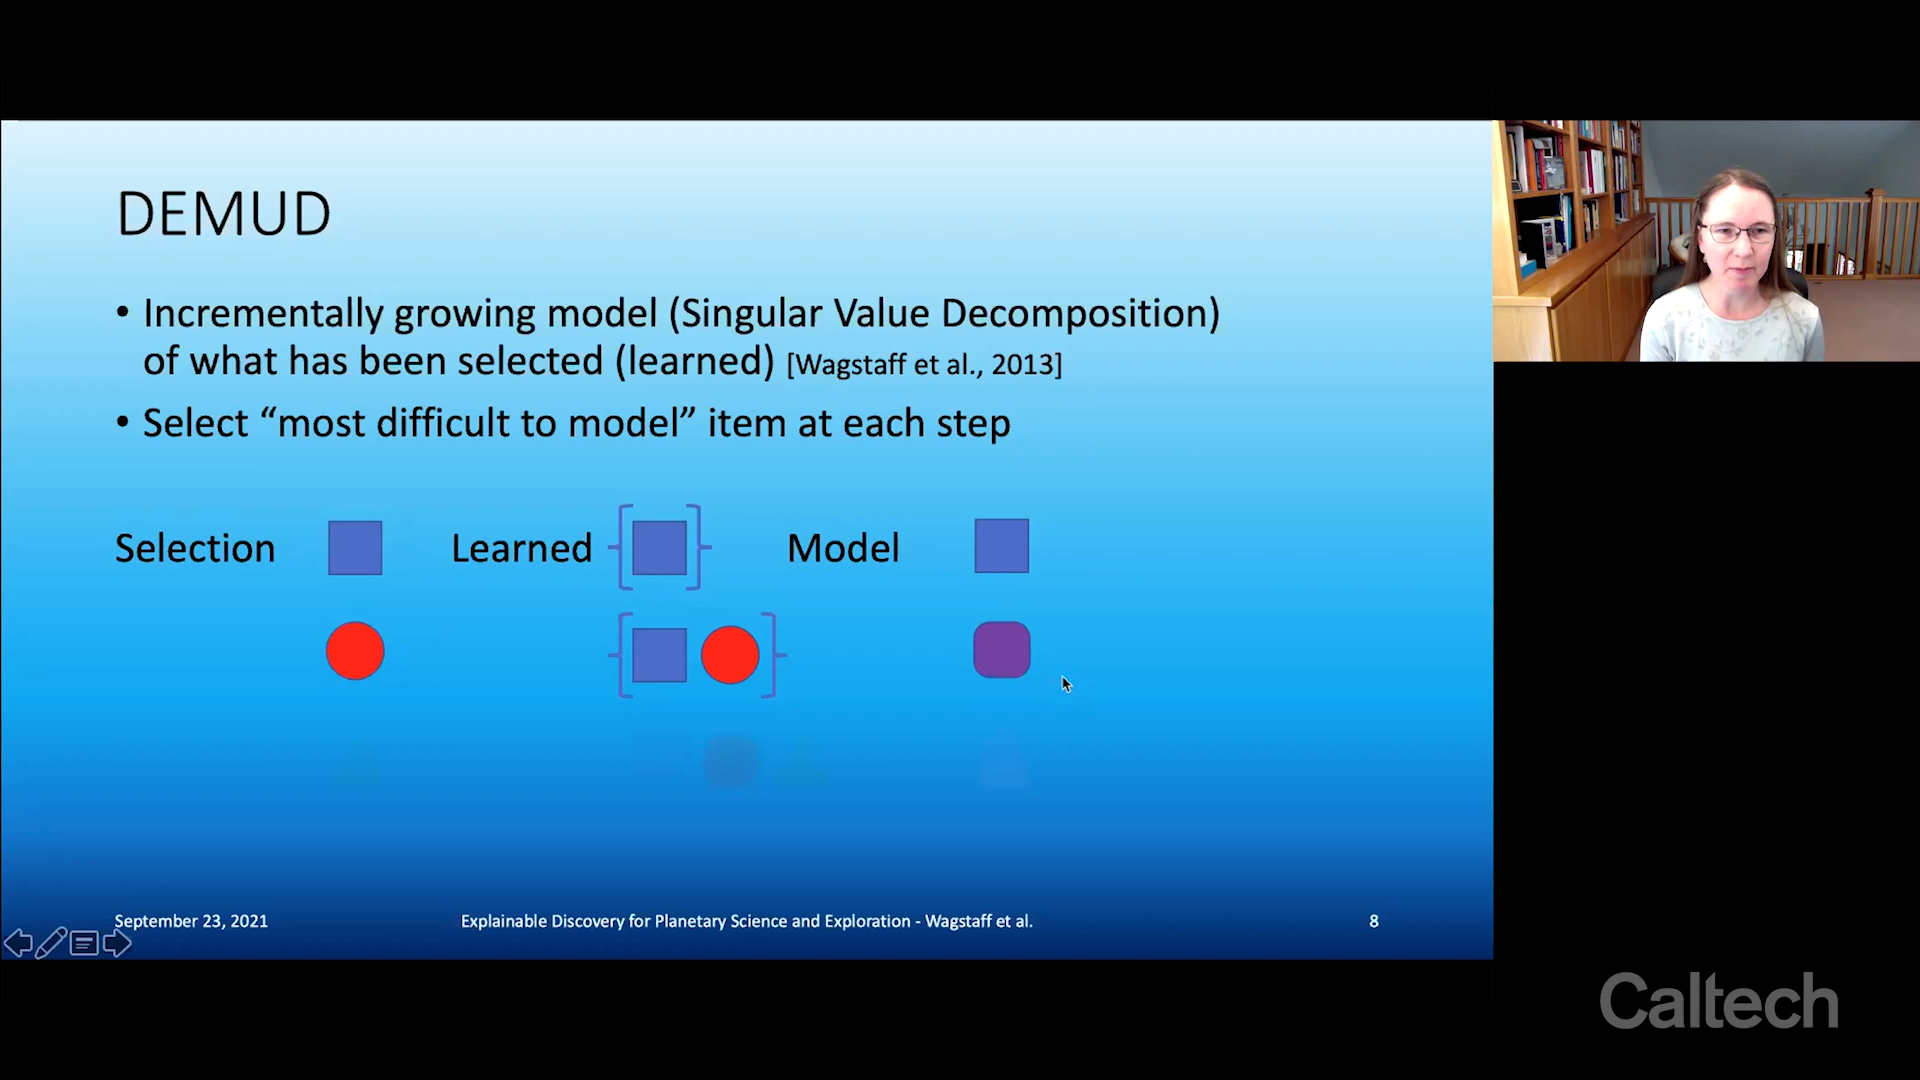 DEMUD
• Incrementally growing model (Singular Value Decomposition)
of what has been selected (learned) [Wagstaff et al., 2013]
• Select “most difficult to model” item at each step
Selection
Learned
Model
September 23, 2021
Explainable Discovery for Planetary Science and Exploration - Wagstaff et al.
8
Caltech